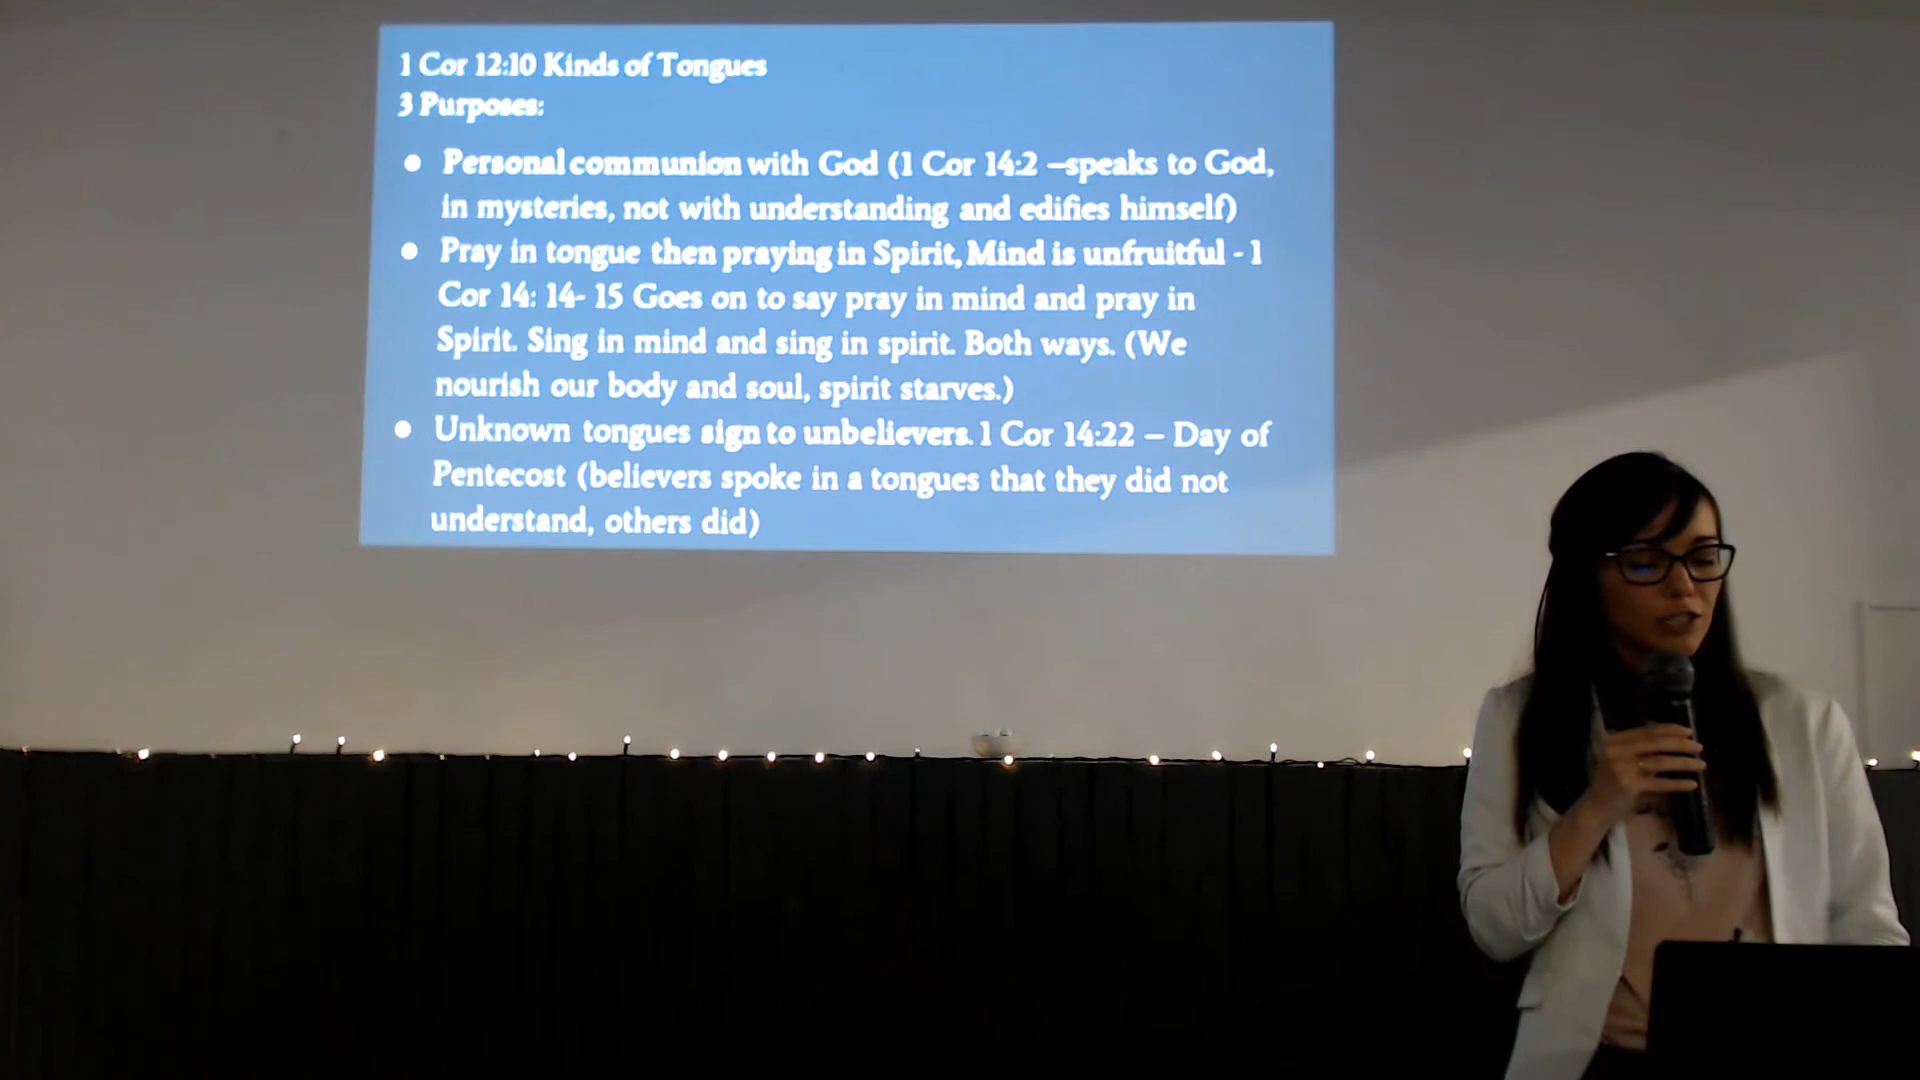 1 Cor 12:10 Kinds of Tongues
3 Purposes:
● Personal communion with God (1 Cor 14:2 –speaks to God,
in mysteries, not with understanding and edifies himself)
● Pray in tongue then praying in Spirit, Mind is unfruitful - 1
Cor 14: 14- 15 Goes on to say pray in mind and pray in
Spirit. Sing in mind and sing in spirit. Both ways. (We
nourish our body and soul, spirit starves.)
● Unknown tongues sign to unbelievers. 1 Cor 14:22 – Day of
Pentecost (believers spoke in a tongues that they did not
understand, others did)